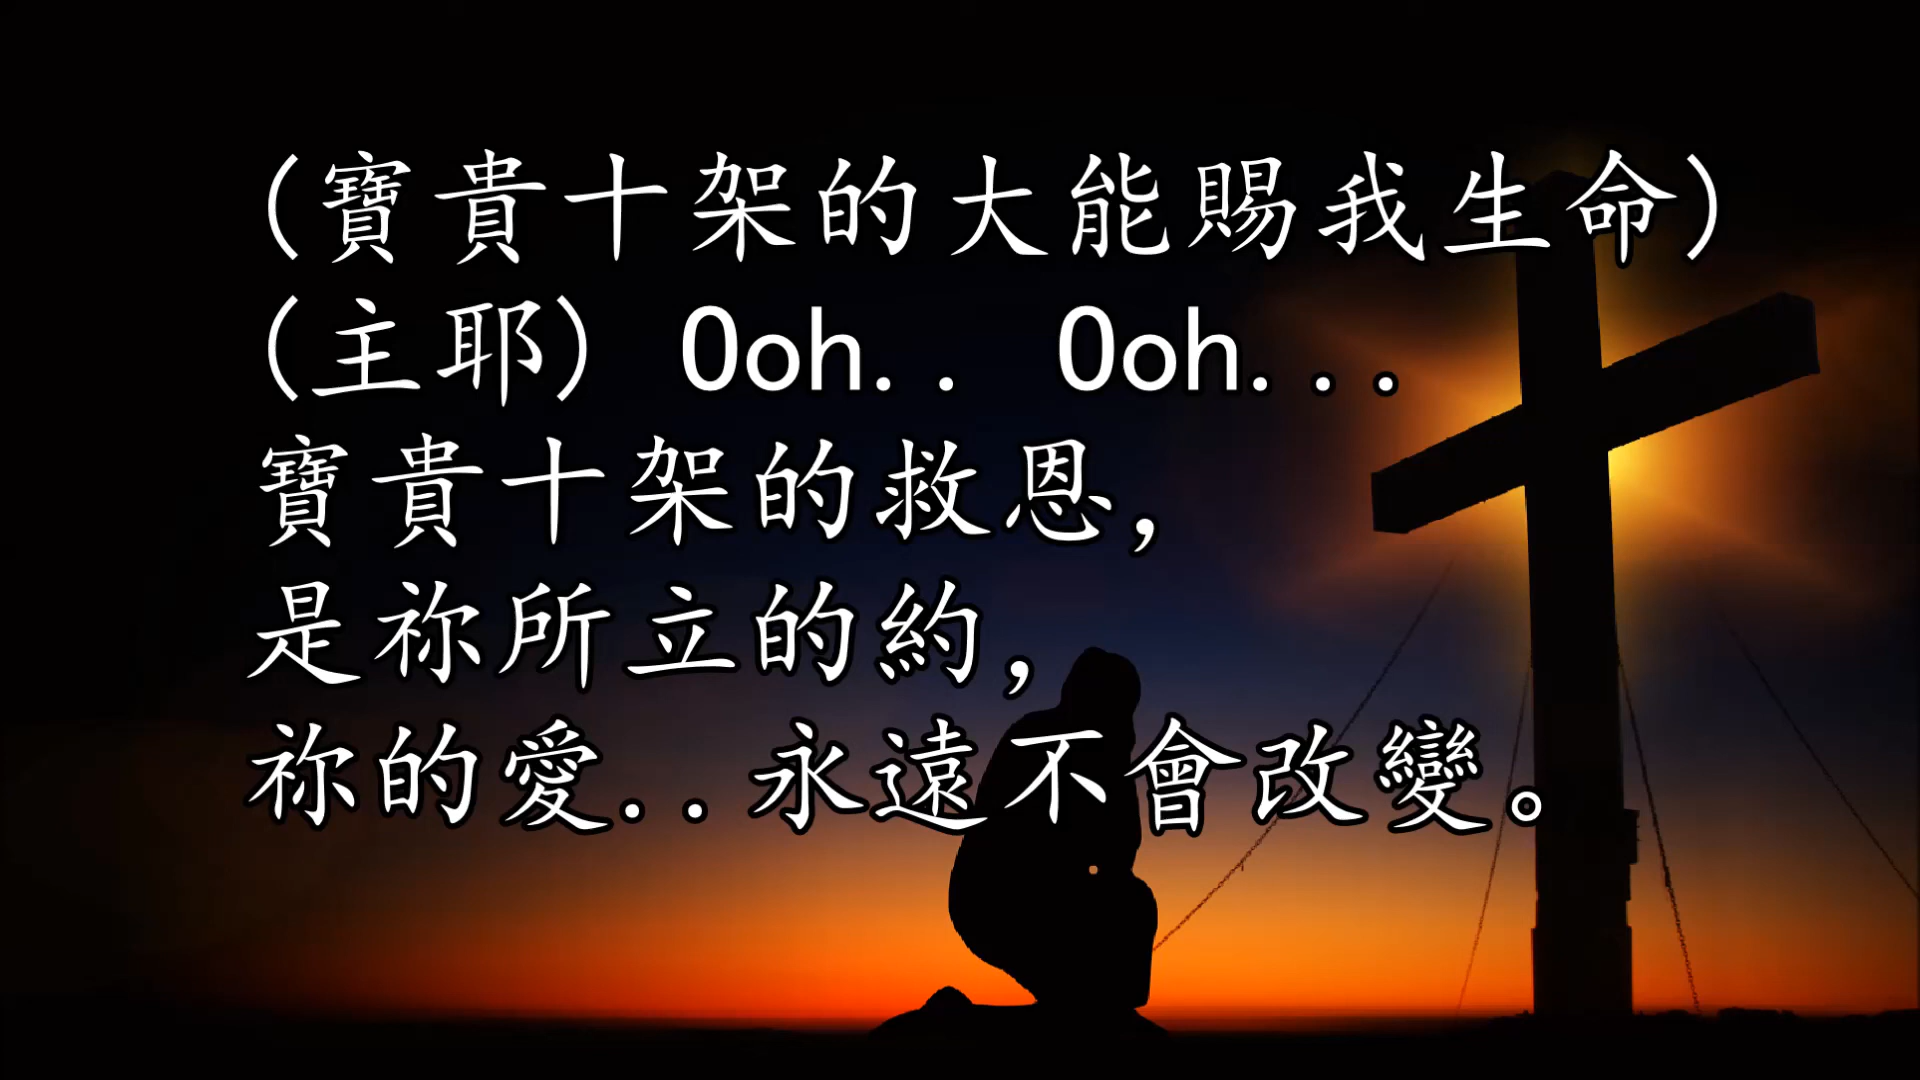 (寶貴十架的大能賜我生命)
(主耶) Ooh.. Ooh...
寶貴十架的救恩,
是祢所立的約,
祢的愛..永遠不會改變。